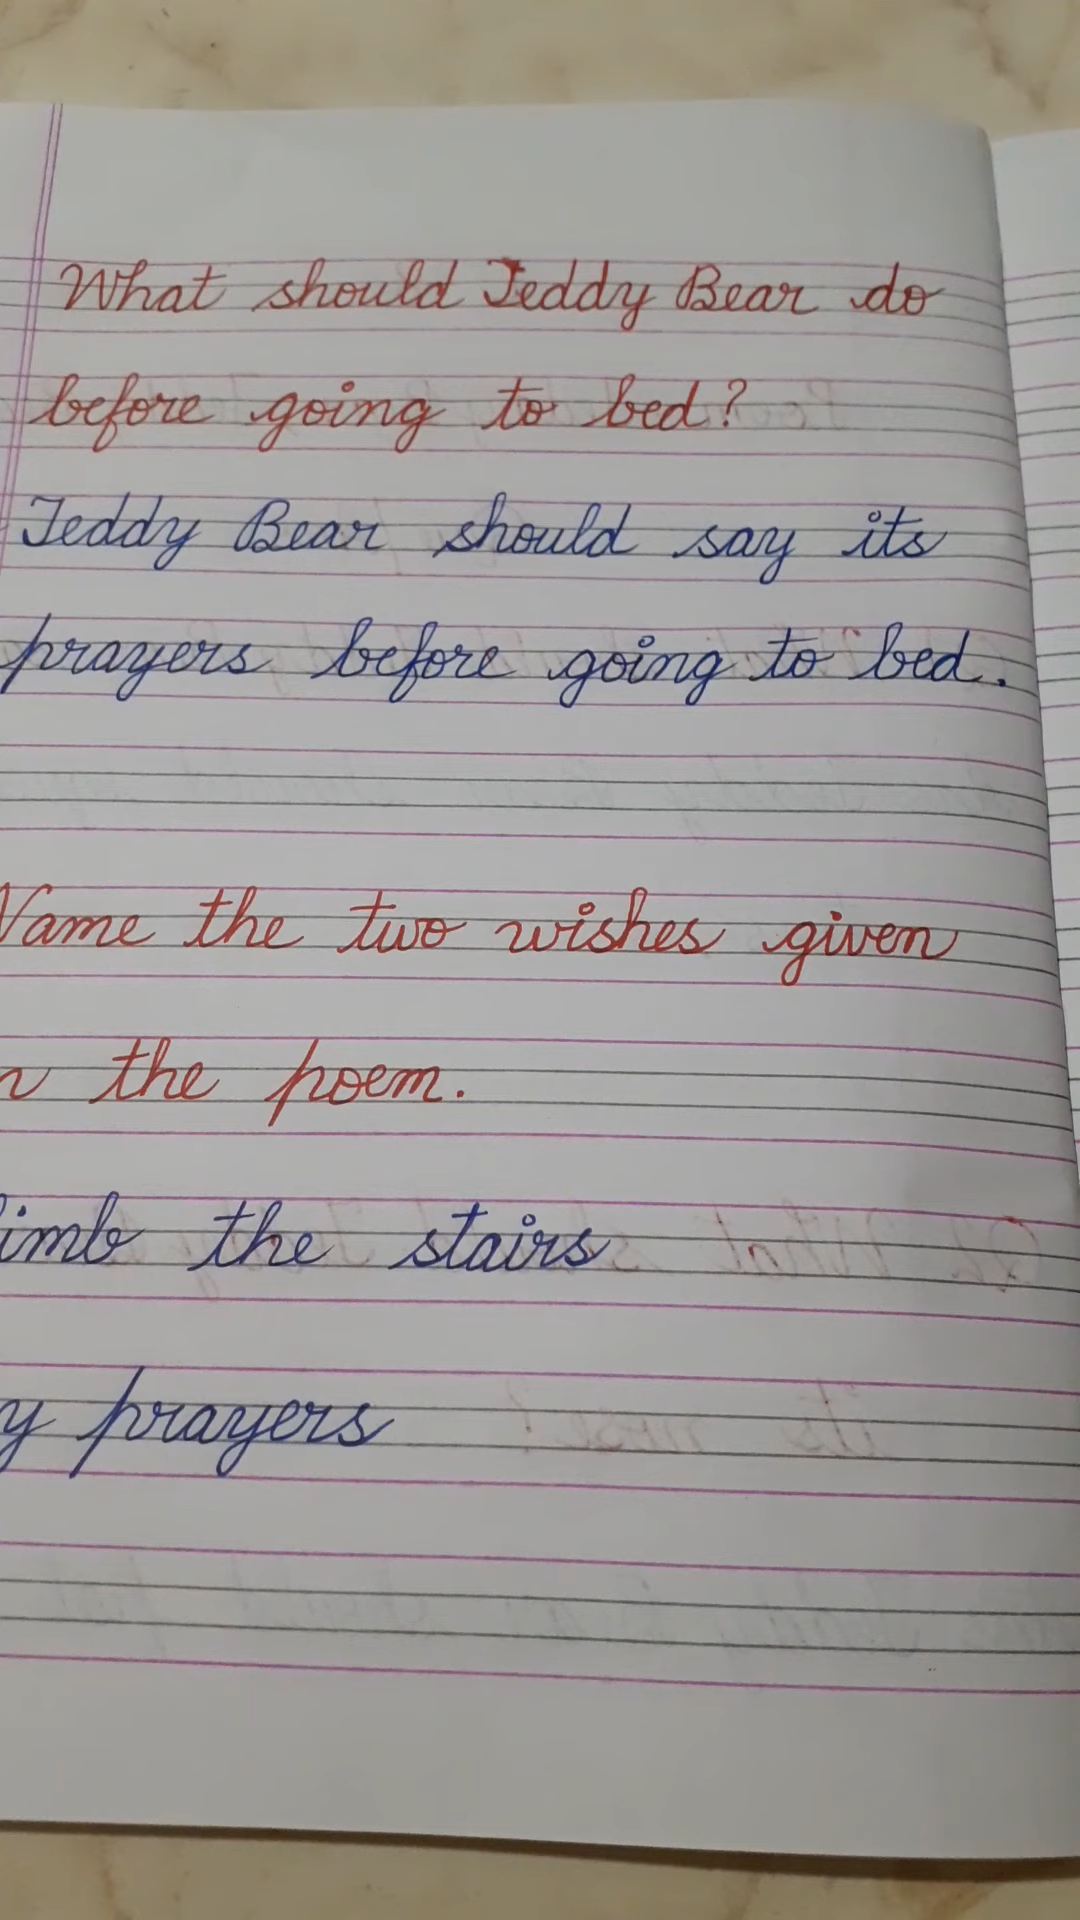 What should Teddy Bear do
before going to bed?
Teddy Bear should say its
prayers before going to bed.
Name the two wishes given
n the poem.
imb the stairs
y prayers